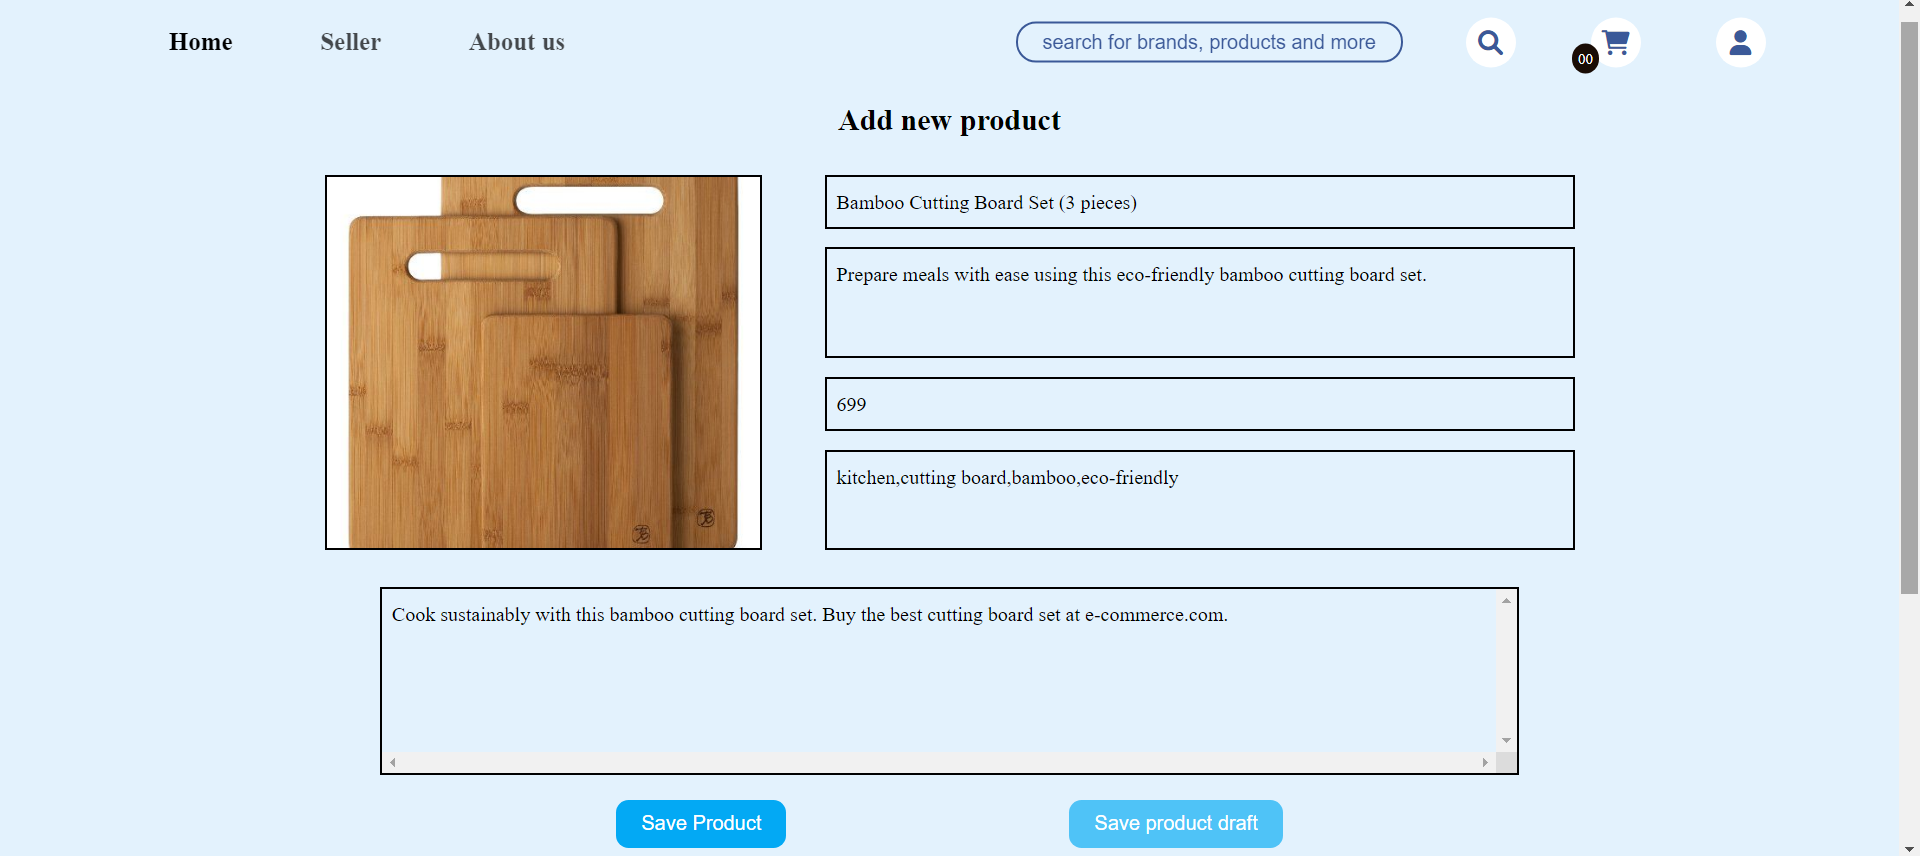 Home
Seller
About us
search for brands, products and more
00
Add new product
Bamboo Cutting Board Set (3 pieces)
Prepare meals with ease using this eco-friendly bamboo cutting board set.
699
kitchen,cutting board,bamboo,eco-friendly
Cook sustainably with this bamboo cutting board set. Buy the best cutting board set at e-commerce.com.
Save Product
Save product draft